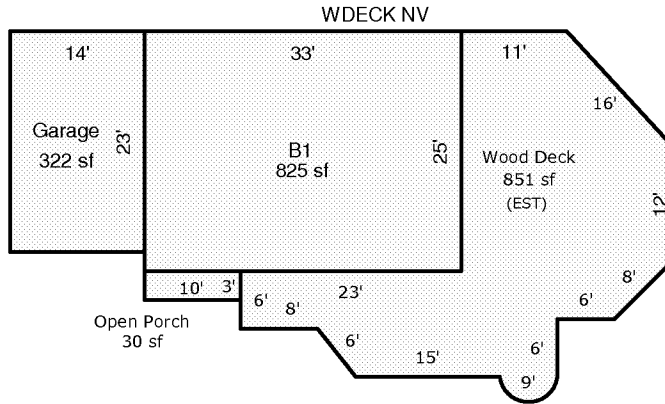 WDECK NV
14'
33'
11'
16'
Garage
322 sf
23'
B1
825 sf
25'
Wood Deck
851 sf
(EST)
12'
10'
3'
6'
8'
23'
6'
8'
Open Porch
30 sf
6'
15'
6'
9'